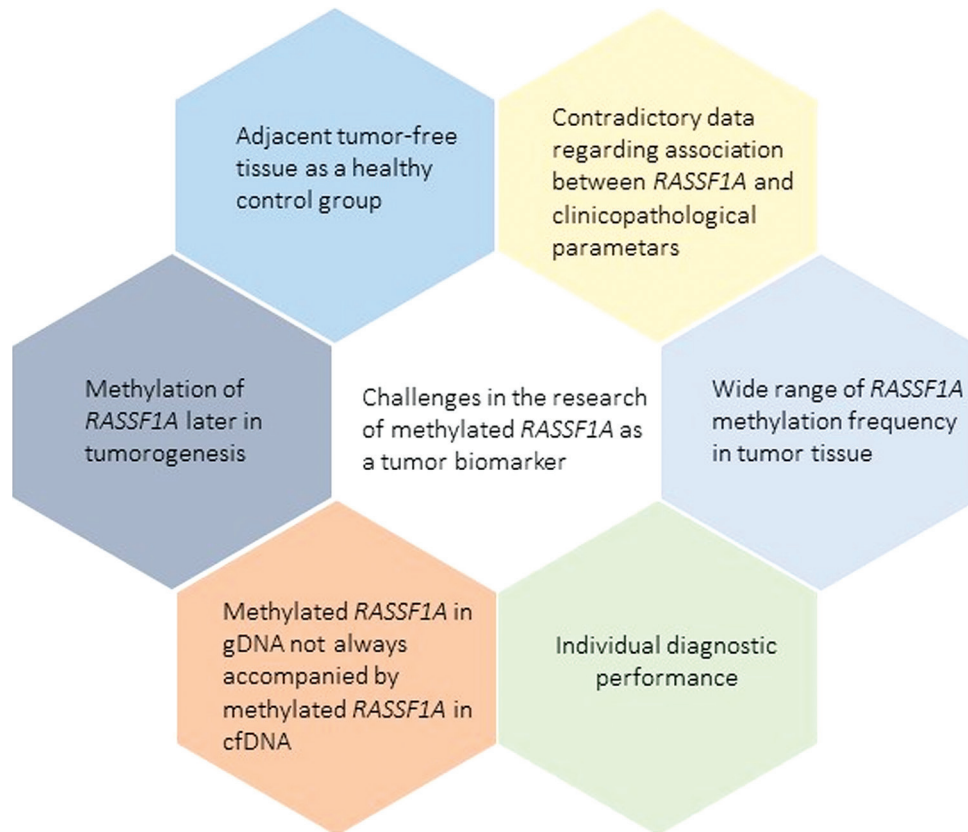 Adjacent tumor-free
tissue as a healthy
control group
Contradictory data
regarding association
between RASSF1A and
clinicopathological
parametars
Methylation of
RASSF1A later in
tumorogenesis
Challenges in the research
of methylated RASSF1A as
a tumor biomarker
Wide range of RASSF1A
methylation frequency
in tumor tissue
Methylated RASSF1A in
gDNA not always
accompanied by
methylated RASSF1A in
cfDNA
Individual diagnostic
performance